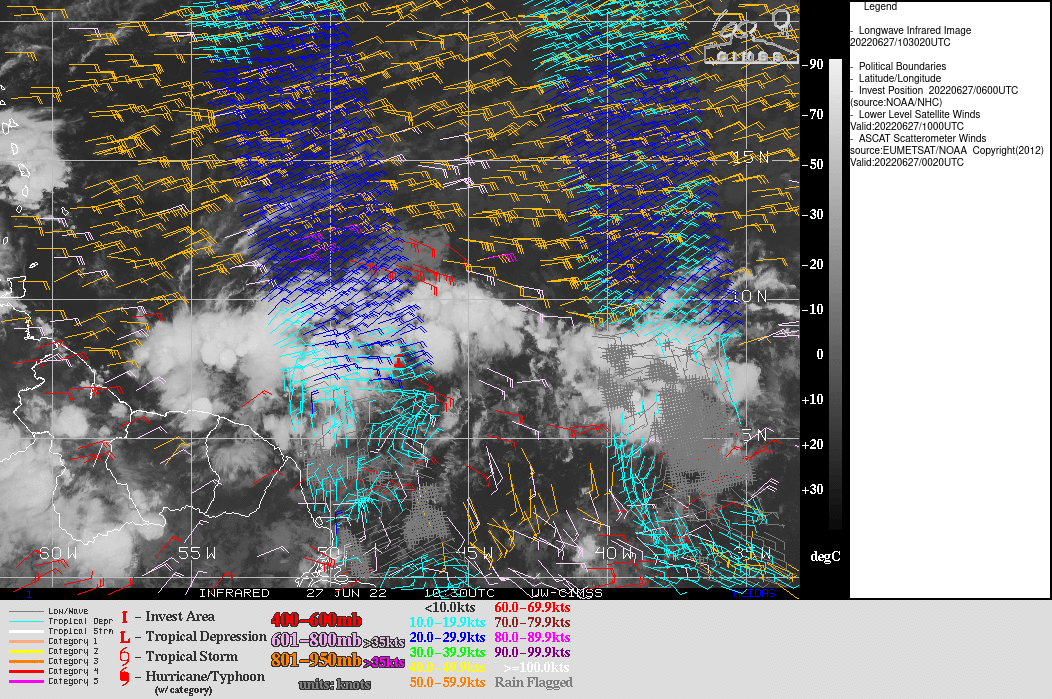 Legend
- Longwave Infrared Image
20220627/103020UTC
- Political Boundaries
- Latitude/Longitude
- Invest Position 20220627/0600UTC
(source:NOAA/NHC)
- Lower Level Satellite Winds
Valid:20220627/1000UTC
- ASCAT Scatterometer Winds
source:EUMETSAT/NOAA Copyright(2012)
Valid:20220627/0020UTC
-90
-70
-50
-30
-20
-10
0
+10
+20
+30
degC
15N
10N
5N
60W
55W
45W
40W
35W
I
INFRARED 27 JUN 22 10:30UTC UW-CIMSS
Low/Wave
Tropical Depr
Tropical Strm
Category 1
Category 2
Category 3
Category 4
Category 5
I - Invest Area
L - Tropical Depression
- Tropical Storm
- Hurricane/Typhoon
(w/ category)
400-600mb
601-800mb >35kts
801-950mb >35kts
units: knots
<10.0kts
10.0-19.9kts
20.0-29.9kts
30.0-39.9kts
40.0-49.9kts
50.0-59.9kts
60.0-69.9kts
70.0-79.9kts
80.0-89.9kts
90.0-99.9kts
>=100.0kts
Rain Flagged